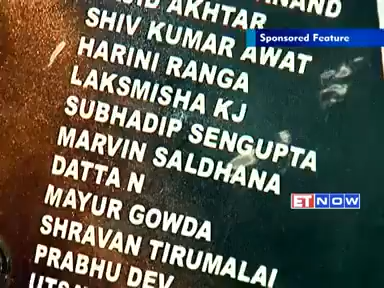 AKHTAR
SHIV KUMAR AWAT
Sponsored Feature
HARINI RANGA
LAKSMISHA KJ
SUBHADIP SENGUPTA
MARVIN SALDHANA
DATTA N
ET NOW
MAYUR GOWDA
SHRAVAN TIRUMALAI
PRABHU DEV